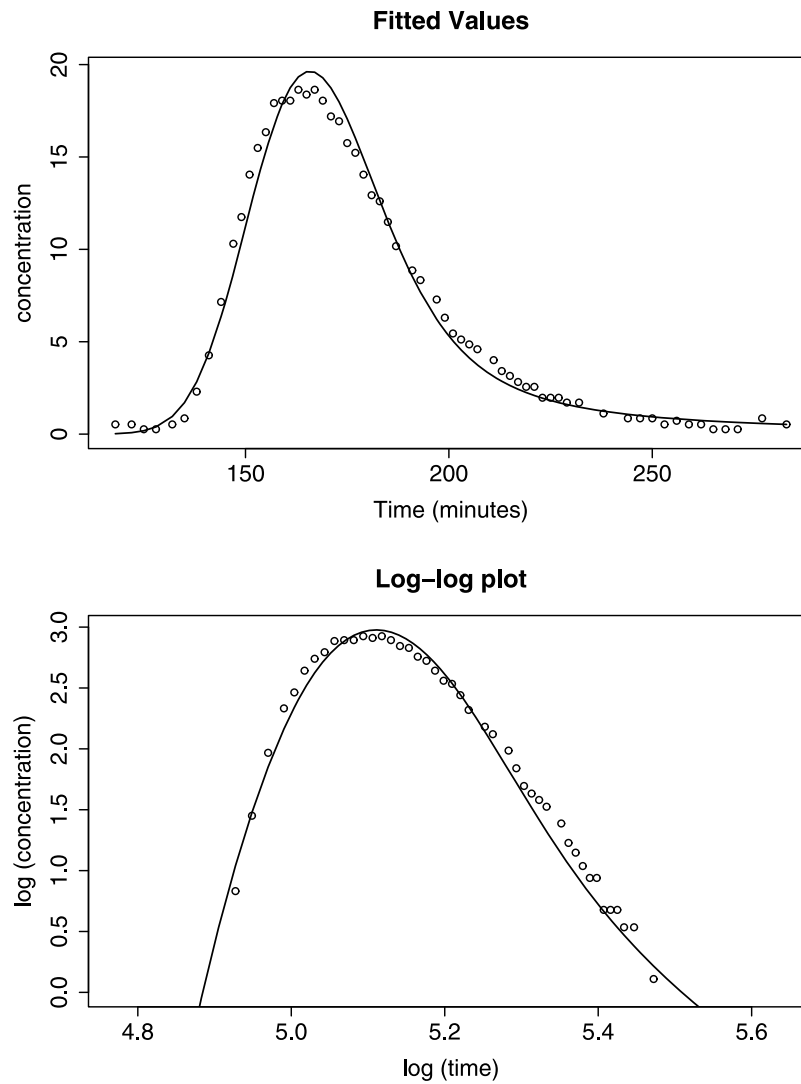 Fitted Values
20
15
10
5
0
concentration
150 200 250
Time (minutes)
Log–log plot
3.0
2.5
2.0
1.5
1.0
0.5
0.0
log (concentration)
4.8 5.0 5.2 5.4 5.6
log (time)